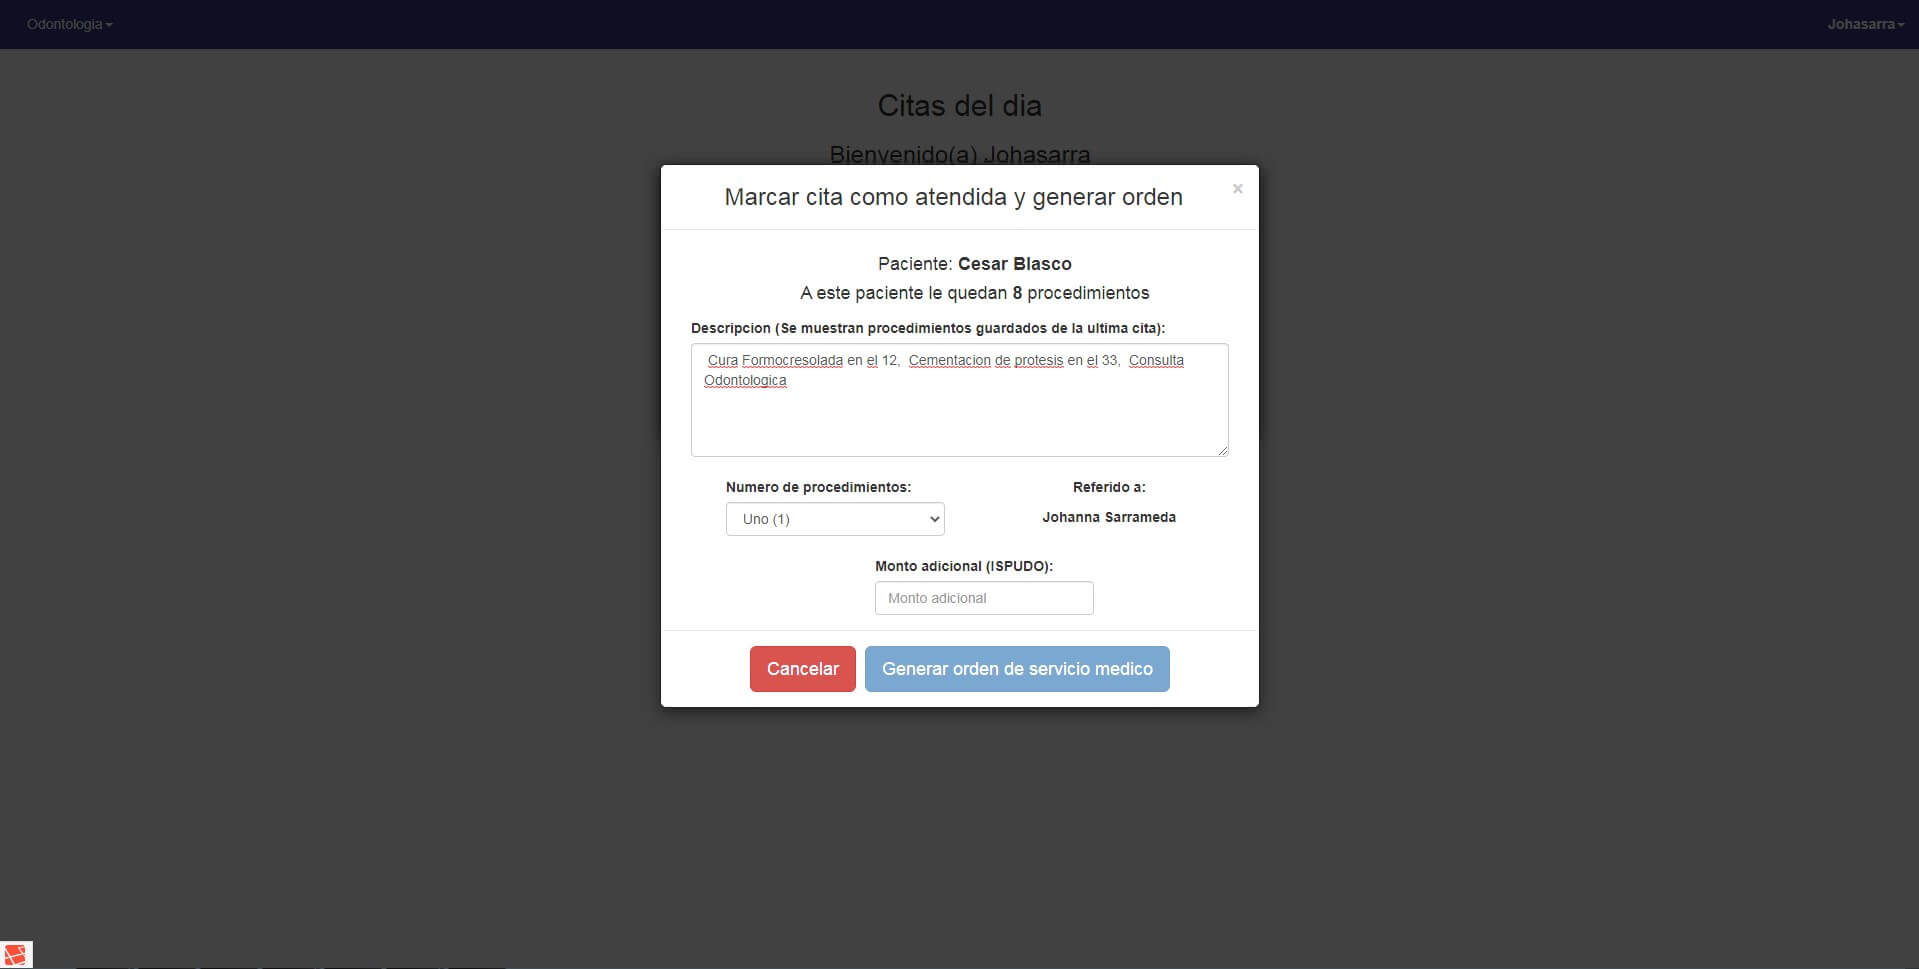 Odontologia
Johasarra
Citas del dia
Bienvenido(a) Johasarra
Marcar cita como atendida y generar orden
×
Paciente: Cesar Blasco
A este paciente le quedan 8 procedimientos
Descripcion (Se muestran procedimientos guardados de la ultima cita):
Cura Formocresolada en el 12,  Cementacion de protesis en el 33,  Consulta
Odontologica
Numero de procedimientos:
Referido a:
Uno (1)
Johanna Sarrameda
Monto adicional (ISPUDO):
Monto adicional
Cancelar
Generar orden de servicio medico